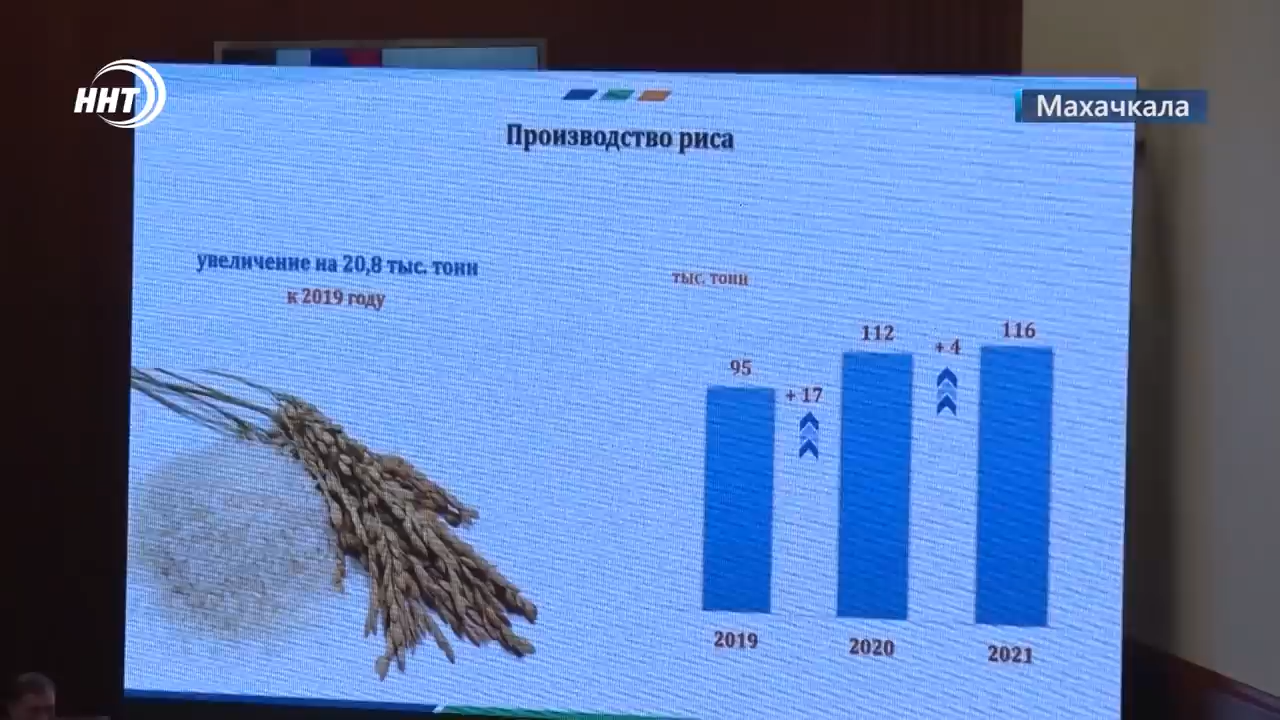 ННТ
Махачкала
Производство риса
увеличение на 20,8 тыс. тонн
к 2019 году
тыс. тонн
95
+ 17
112
+ 4
116
2019
2020
2021